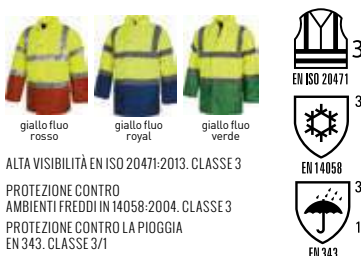 giallo fluo
rosso
giallo fluo
royal
giallo fluo
verde
ALTA VISIBILITÀ EN ISO 20471:2013. CLASSE 3
PROTEZIONE CONTRO
AMBIENTI FREDDI IN 14058:2004. CLASSE 3
PROTEZIONE CONTRO LA PIOGGIA
EN 343. CLASSE 3/1
3
EN ISO 20471
3
EN 14058
3
1
EN 343